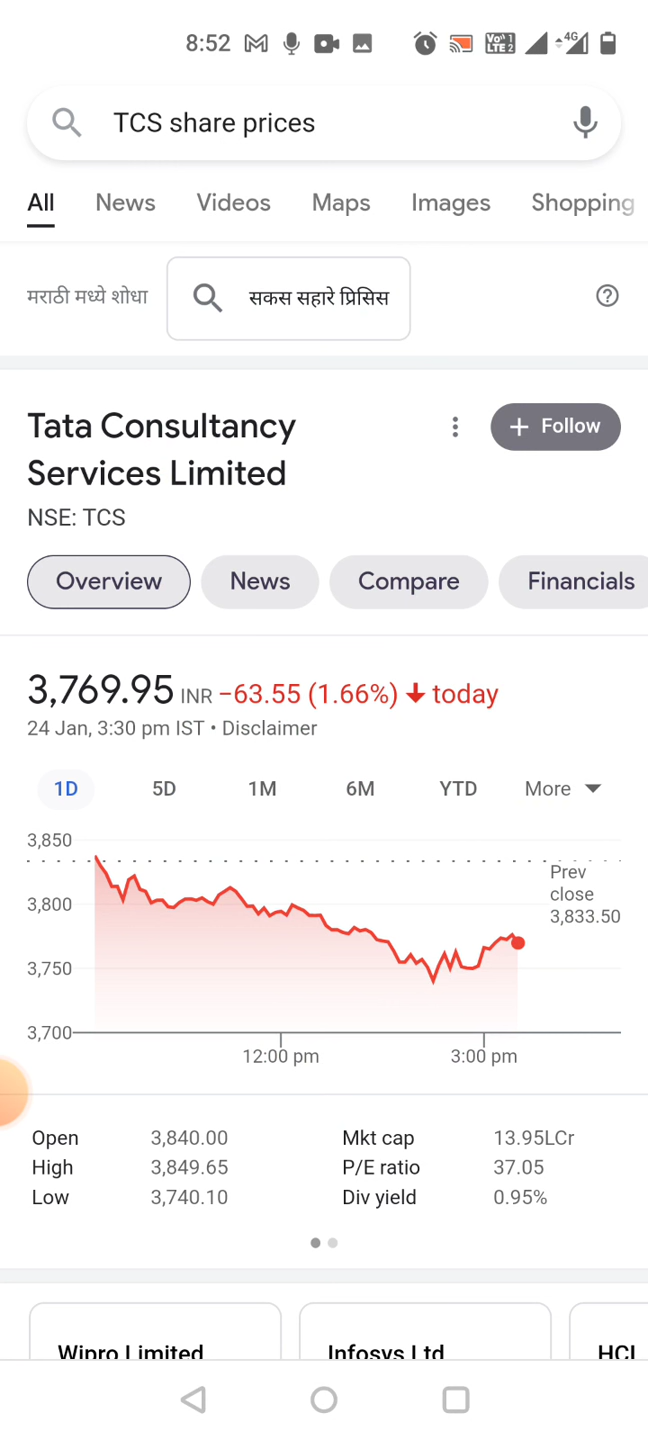 8:52
Vo) 1
LTE 2
4G
TCS share prices
All News Videos Maps Images Shopping
मराठी मध्ये शोधा
सकस सहारे प्रिसिस
Tata Consultancy
Services Limited
+ Follow
NSE: TCS
Overview News Compare Financials
3,769.95 INR −63.55 (1.66%) ↓ today
24 Jan, 3:30 pm IST • Disclaimer
1D 5D 1M 6M YTD More
3,850
Prev
close
3,833.50
3,800
3,750
3,700
12:00 pm 3:00 pm
Open 3,840.00 Mkt cap 13.95LCr
High 3,849.65 P/E ratio 37.05
Low 3,740.10 Div yield 0.95%
Wipro Limited Infosys Ltd HCL